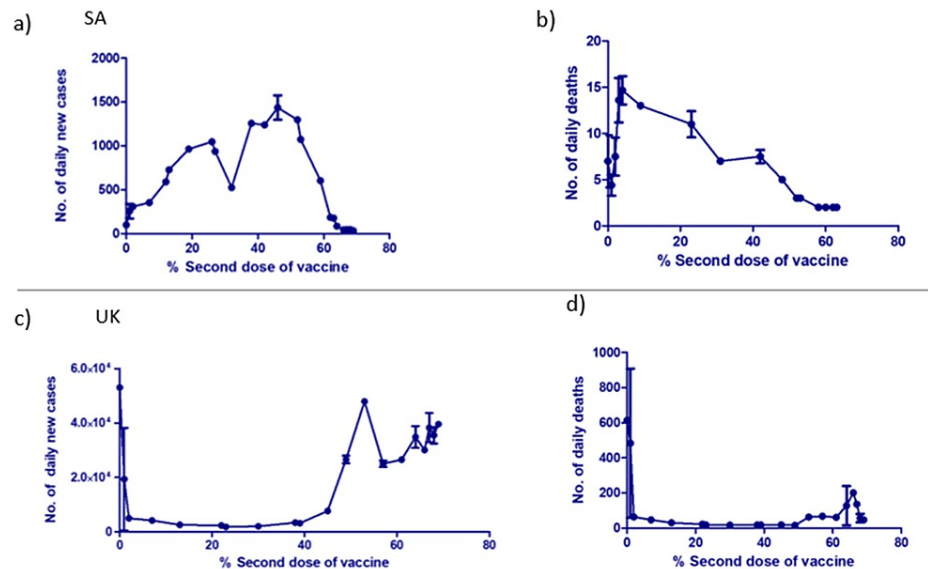 a) SA
No. of daily new cases
2000
1500
1000
500
0
0 20 40 60 80
% Second dose of vaccine
b)
No. of daily deaths
20
15
10
5
0
0 20 40 60 80
% Second dose of vaccine
c) UK
No. of daily new cases
6.0×10⁴
4.0×10⁴
2.0×10⁴
0
0 20 40 60 80
% Second dose of vaccine
d)
No. of daily deaths
1000
800
600
400
200
0
0 20 40 60 80
% Second dose of vaccine